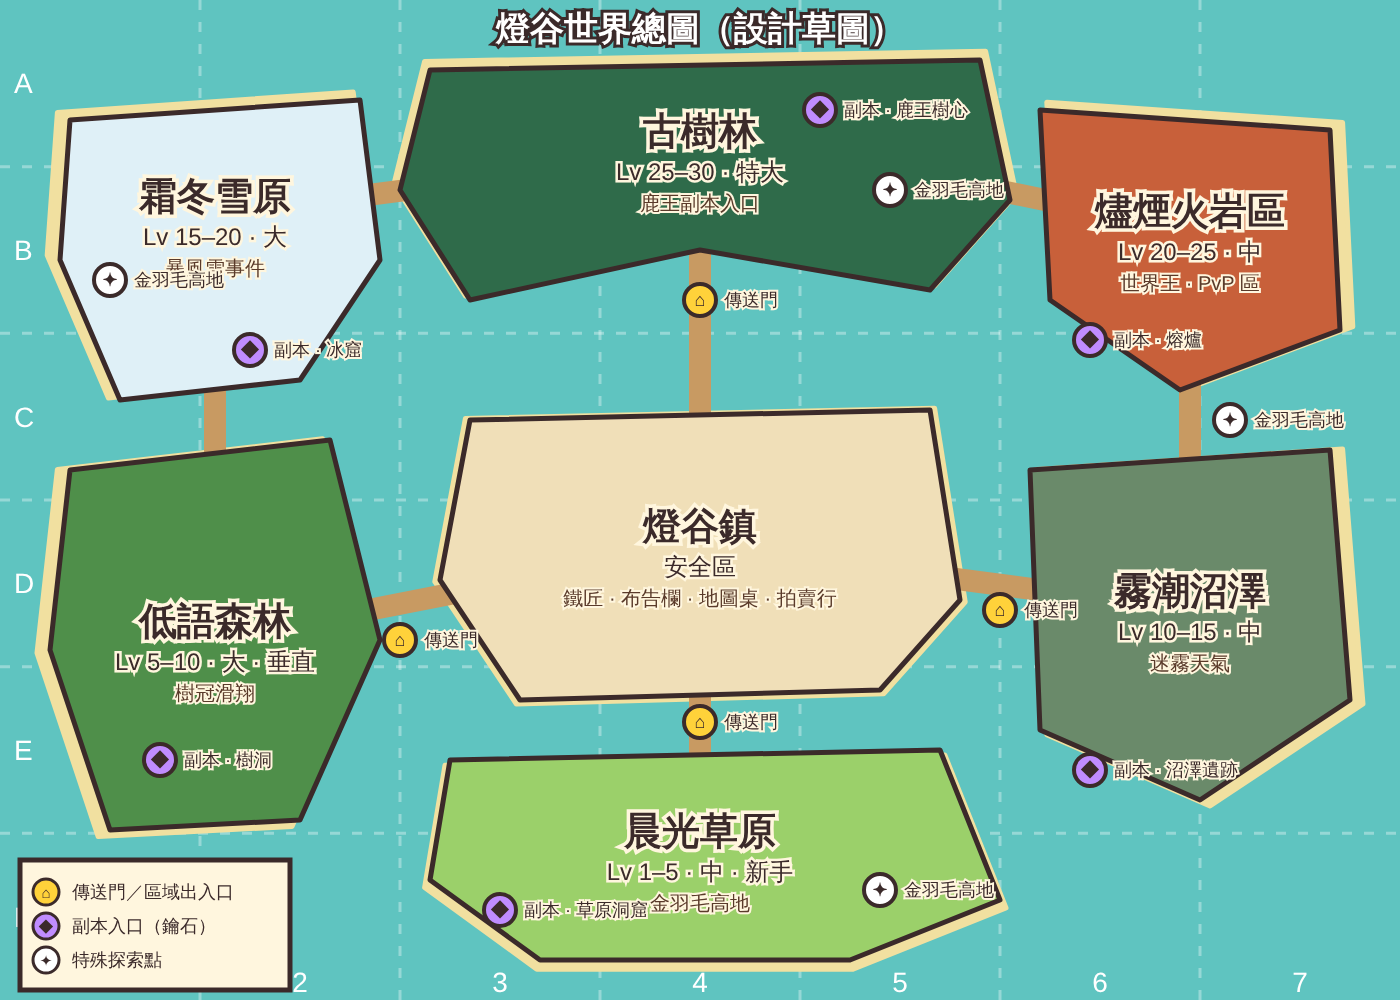 燈谷世界總圖（設計草圖）
A
古樹林
Lv 25–30 · 特大
鹿王副本入口
副本 · 鹿王樹心
金羽毛高地
霜冬雪原
Lv 15–20 · 大
暴風雪事件
金羽毛高地
副本 · 冰窟
燼煙火岩區
Lv 20–25 · 中
世界王 · PvP 區
副本 · 熔爐
B
傳送門
C
金羽毛高地
燈谷鎮
安全區
鐵匠 · 布告欄 · 地圖桌 · 拍賣行
D
低語森林
Lv 5–10 · 大 · 垂直
樹冠滑翔
副本 · 樹洞
傳送門
傳送門
霧潮沼澤
Lv 10–15 · 中
迷霧天氣
副本 · 沼澤遺跡
傳送門
E
晨光草原
Lv 1–5 · 中 · 新手
金羽毛高地
副本 · 草原洞窟
金羽毛高地
傳送門／區域出入口
副本入口（鑰石）
特殊探索點
2
3
4
5
6
7